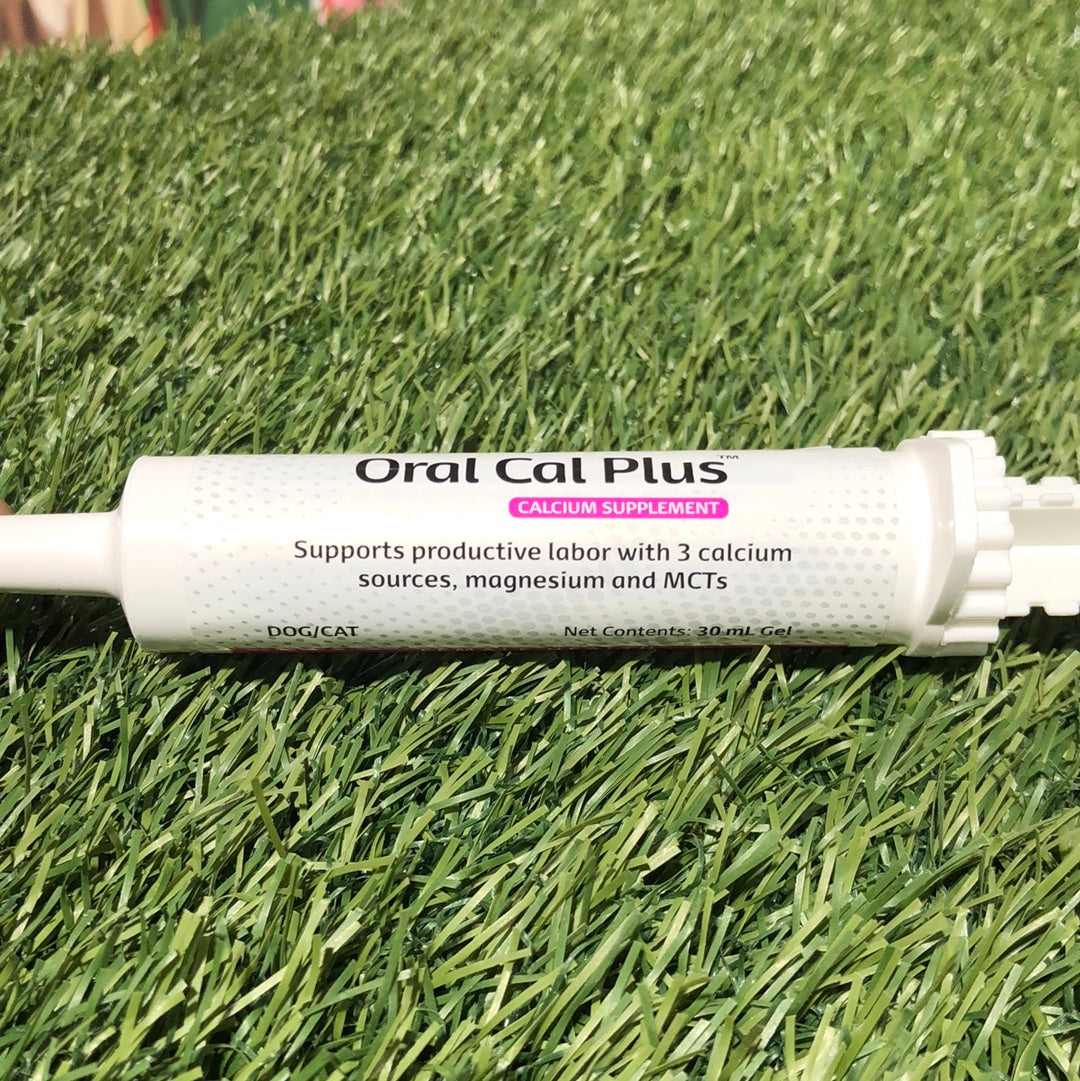 Oral Cal Plus™
CALCIUM SUPPLEMENT
Supports productive labor with 3 calcium
sources, magnesium and MCTs
DOG/CAT Net Contents: 30 mL Gel